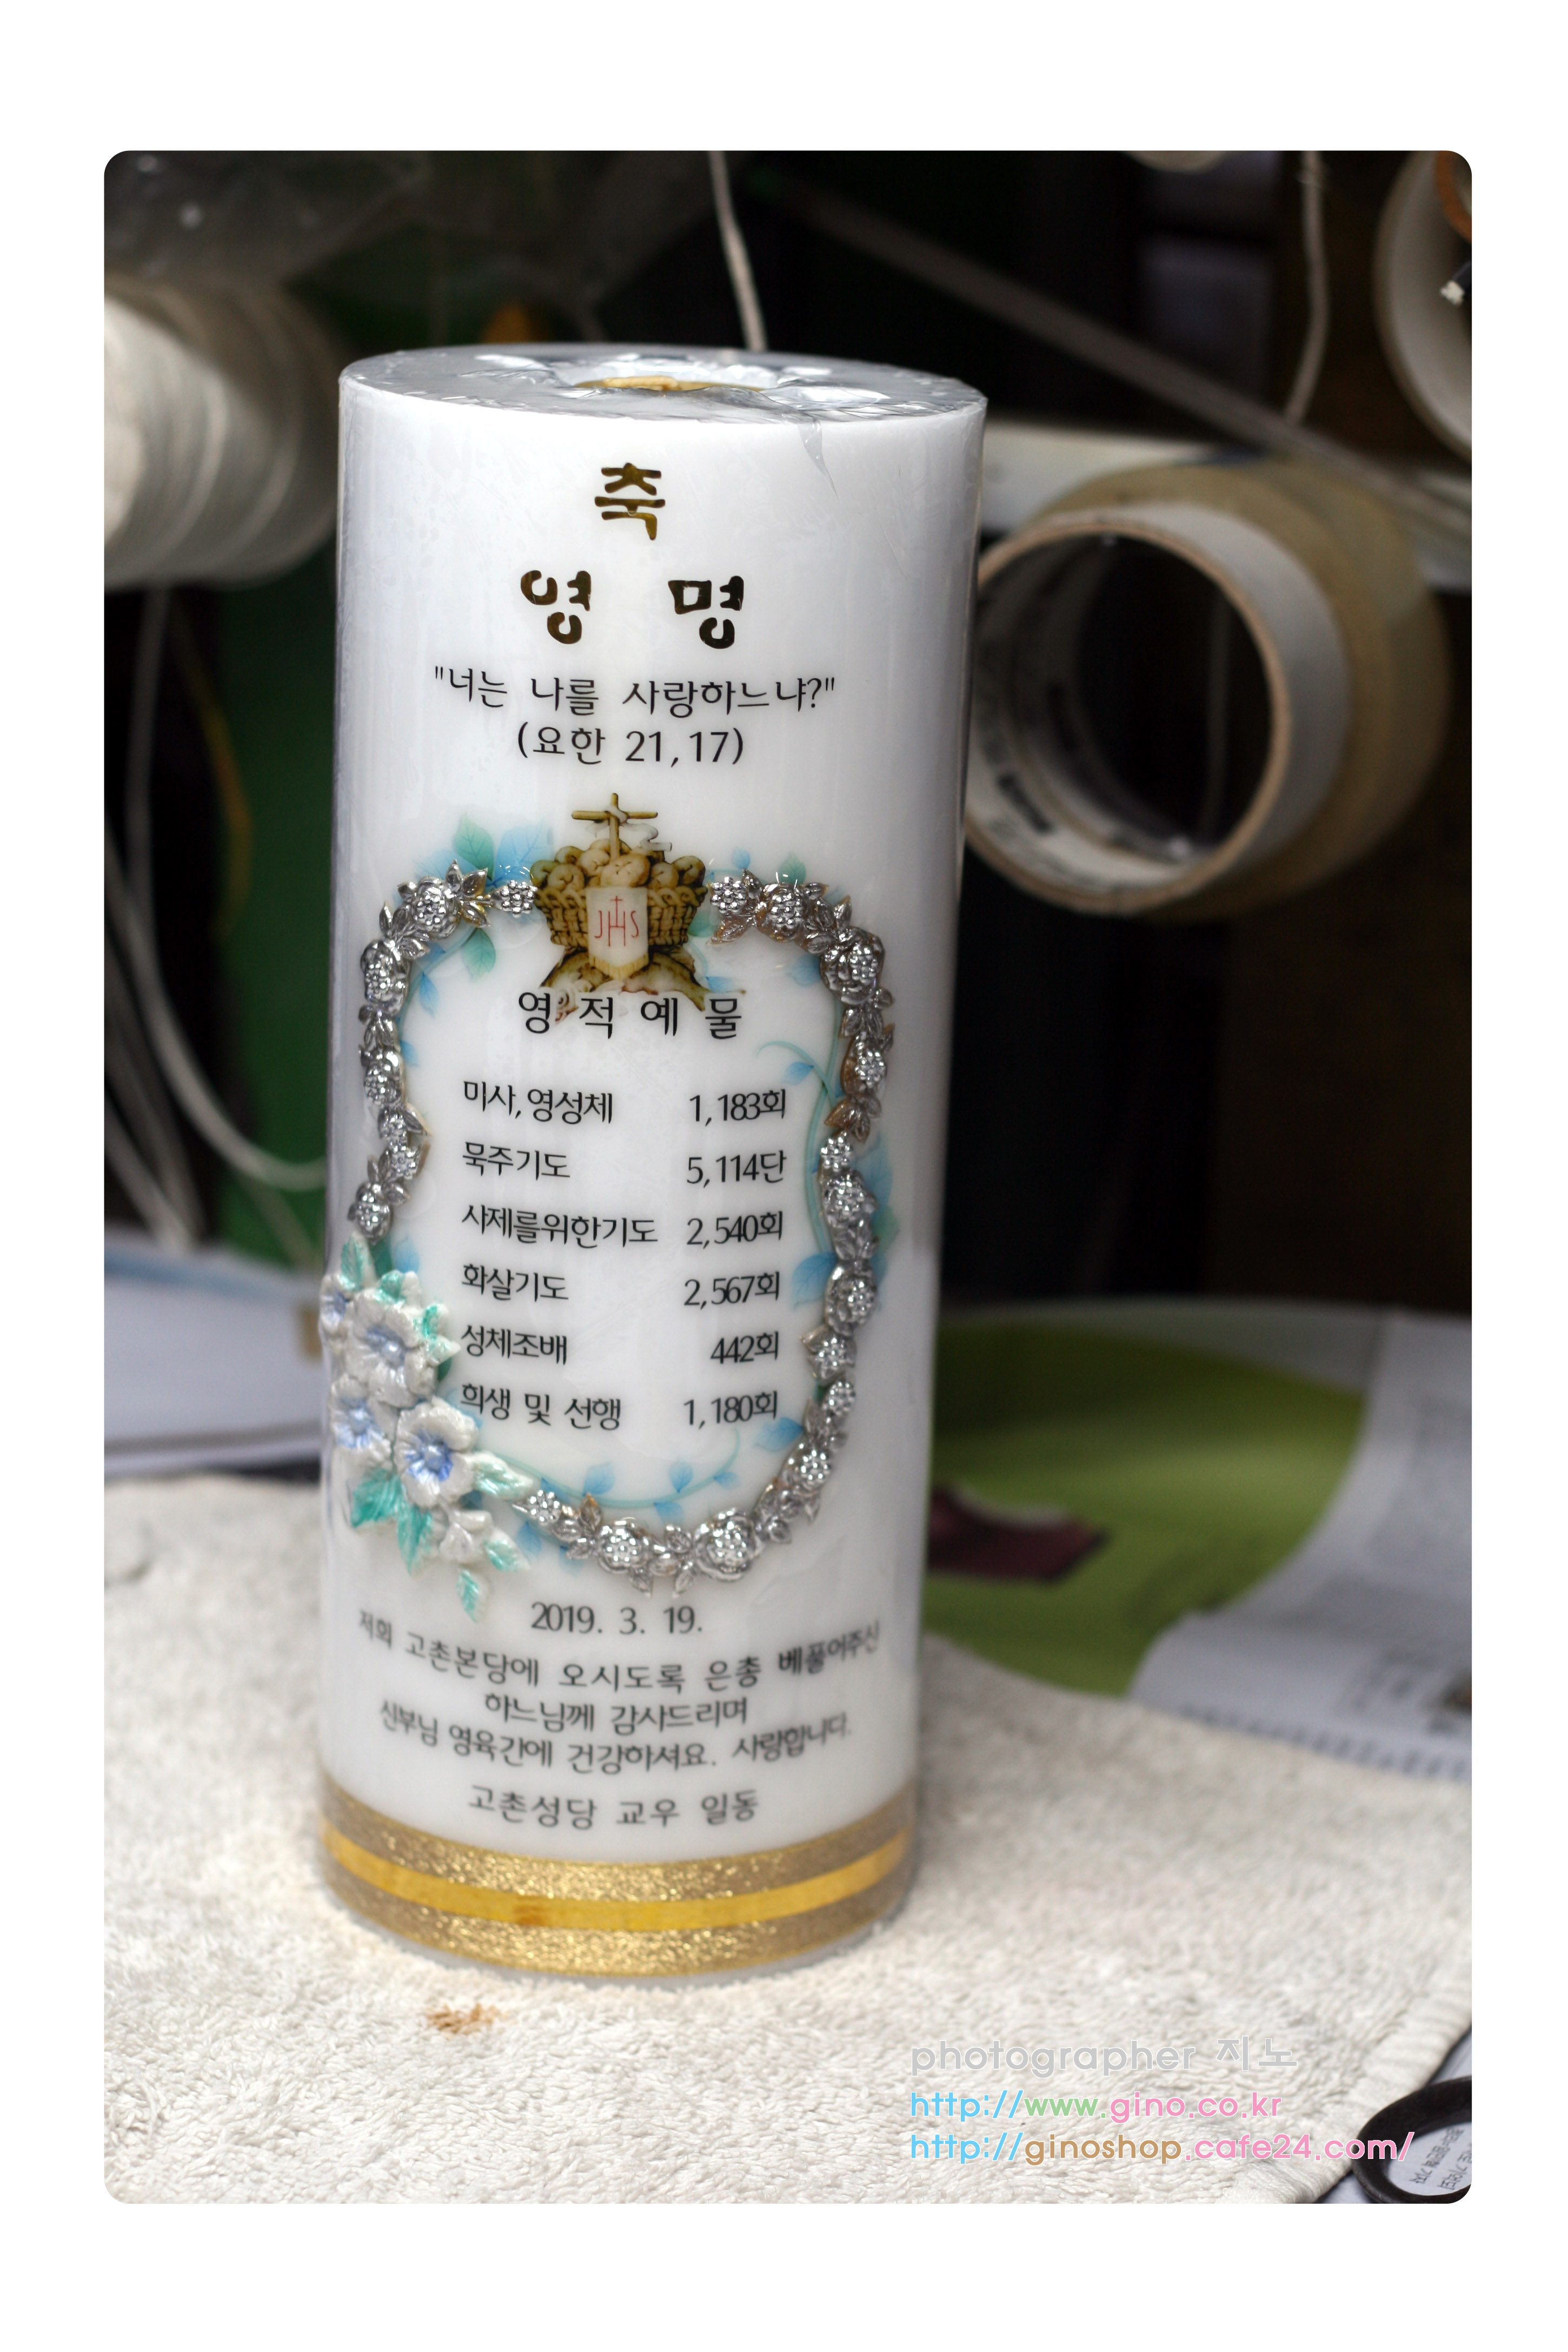 축
영 명
"너는 나를 사랑하느냐?"
(요한 21,17)
JHS
영적예물
미사,영성체 1,183회
묵주기도 5,114단
사제를위한기도 2,540회
화살기도 2,567회
성체조배 442회
희생 및 선행 1,180회
2019. 3. 19.
저희 고촌본당에 오시도록 은총 베풀어주신
하느님께 감사드리며
신부님 영육간에 건강하셔요. 사랑합니다.
고촌성당 교우 일동
photographer 지노
http://www.gino.co.kr
http://ginoshop.cafe24.com/